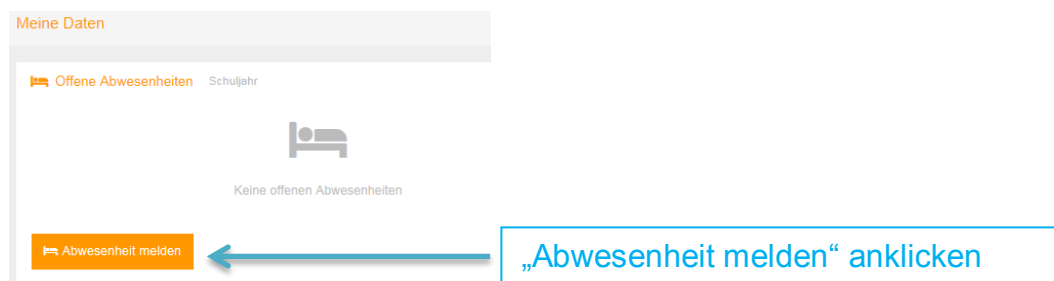 Meine Daten
Offene Abwesenheiten Schuljahr
Keine offenen Abwesenheiten
Abwesenheit melden
„Abwesenheit melden“ anklicken